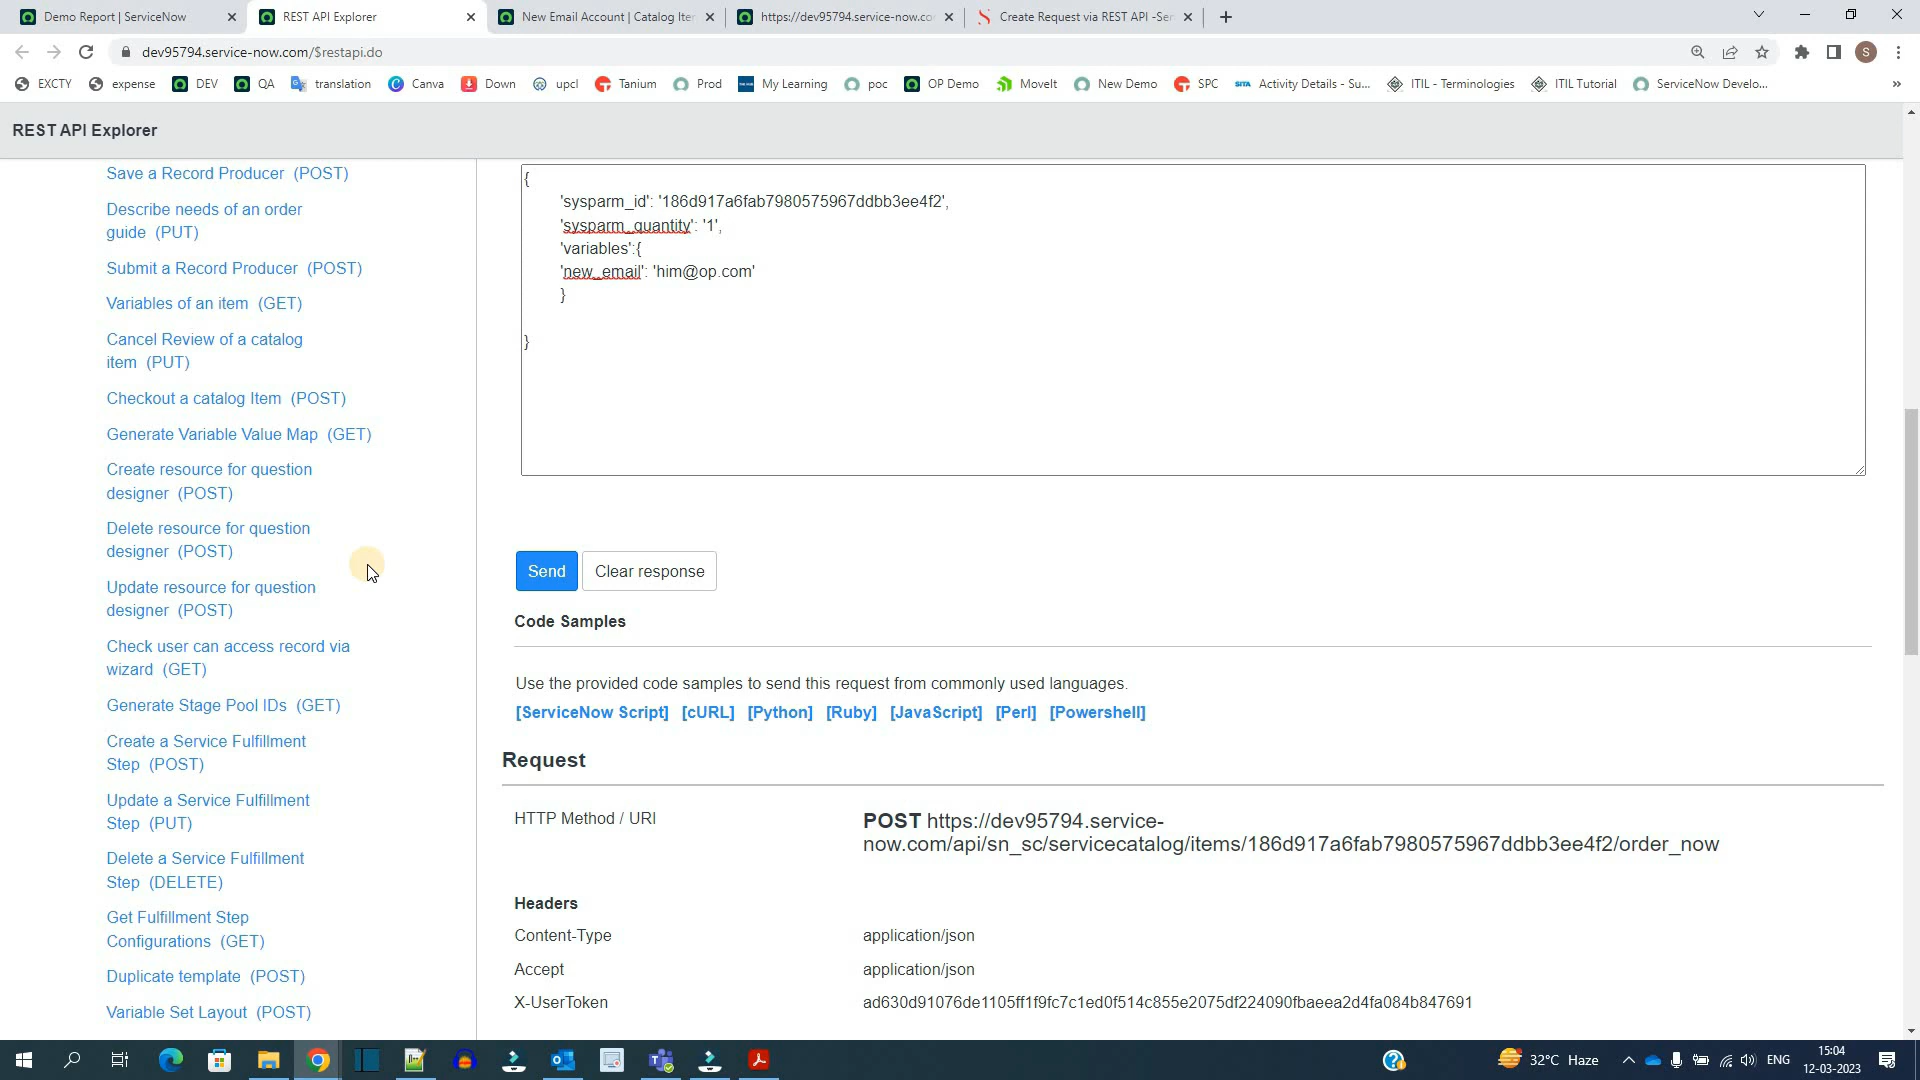 Demo Report | ServiceNow
REST API Explorer
New Email Account | Catalog Iter
https://dev95794.service-now.co
Create Request via REST API -Ser
dev95794.service-now.com/$restapi.do
S
EXCTY
expense
DEV
QA
translation
Canva
Down
upcl
Tanium
Prod
My Learning
poc
OP Demo
MoveIt
New Demo
SPC
SITA
Activity Details - Su...
ITIL - Terminologies
ITIL Tutorial
ServiceNow Develo...
»
REST API Explorer
Save a Record Producer (POST)
Describe needs of an order
guide (PUT)
Submit a Record Producer (POST)
Variables of an item (GET)
Cancel Review of a catalog
item (PUT)
Checkout a catalog Item (POST)
Generate Variable Value Map (GET)
Create resource for question
designer (POST)
Delete resource for question
designer (POST)
Update resource for question
designer (POST)
Check user can access record via
wizard (GET)
Generate Stage Pool IDs (GET)
Create a Service Fulfillment
Step (POST)
Update a Service Fulfillment
Step (PUT)
Delete a Service Fulfillment
Step (DELETE)
Get Fulfillment Step
Configurations (GET)
Duplicate template (POST)
Variable Set Layout (POST)
{
'sysparm_id': '186d917a6fab7980575967ddbb3ee4f2',
'sysparm_quantity': '1',
'variables':{
'new_email': 'him@op.com'
}
}
Send
Clear response
Code Samples
Use the provided code samples to send this request from commonly used languages.
[ServiceNow Script] [cURL] [Python] [Ruby] [JavaScript] [Perl] [Powershell]
Request
HTTP Method / URI
POST https://dev95794.service-
now.com/api/sn_sc/servicecatalog/items/186d917a6fab7980575967ddbb3ee4f2/order_now
Headers
Content-Type application/json
Accept application/json
X-UserToken ad630d91076de1105ff1f9fc7c1ed0f514c855e2075df224090fbaeea2d4fa084b847691
32°C Haze
ENG
15:04
12-03-2023